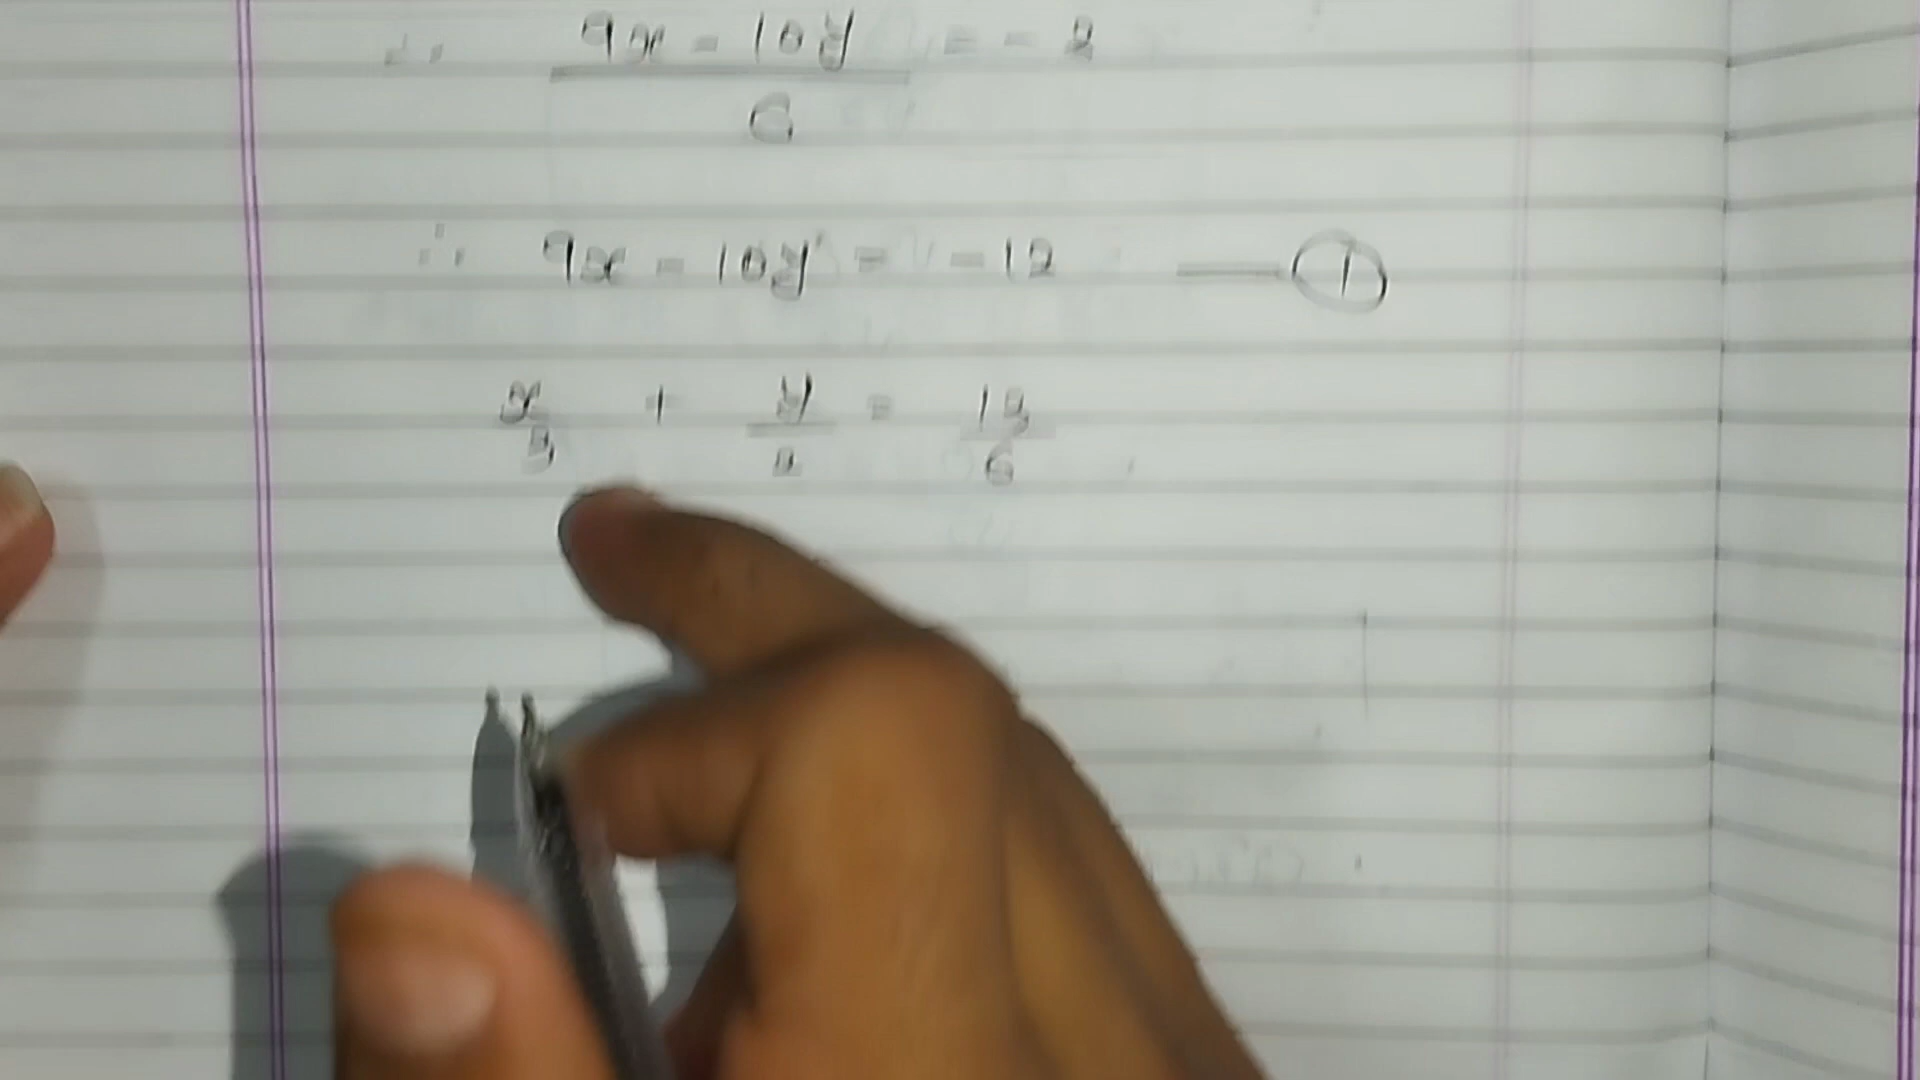 ∴ 9x - 10y / 6 = - 2
∴ 9x - 10y = - 12 — ①
x/3 + y/2 = 13/6